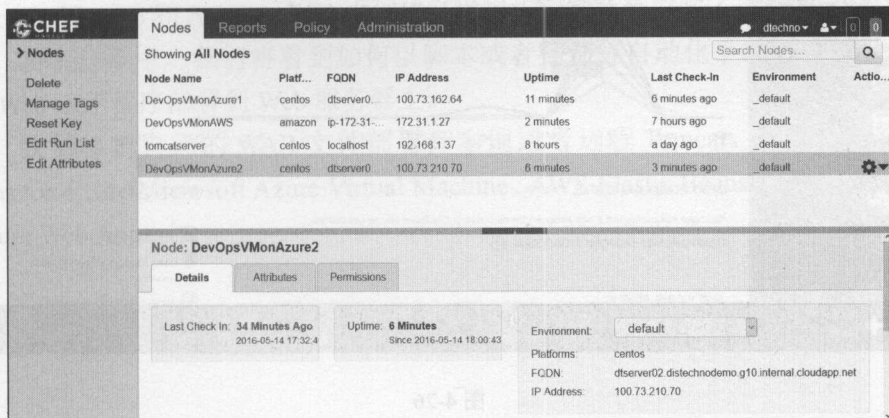 CHEF
MANAGE
Nodes Reports Policy Administration
dtechno
0 0
> Nodes
Showing All Nodes
Search Nodes...
Delete
Manage Tags
Reset Key
Edit Run List
Edit Attributes
Node Name Platf... FQDN IP Address Uptime Last Check-In Environment Actio...
DevOpsVMonAzure1 centos dtserver0... 100.73.162 64 11 minutes 6 minutes ago _default
DevOpsVMonAWS amazon ip-172-31-... 172.31.1.27 2 minutes 7 hours ago _default
tomcatserver centos localhost 192.168.1 37 8 hours a day ago _default
DevOpsVMonAzure2 centos dtserver0... 100 73 210 70 6 minutes 3 minutes ago _default
Node: DevOpsVMonAzure2
Details Attributes Permissions
Last Check In: 34 Minutes Ago
2016-05-14 17:32:4
Uptime: 6 Minutes
Since 2016-05-14 18:00:43
Environment: default
Platforms: centos
FQDN: dtserver02.distechnodemo.g10.internal.cloudapp.net
IP Address: 100.73.210.70